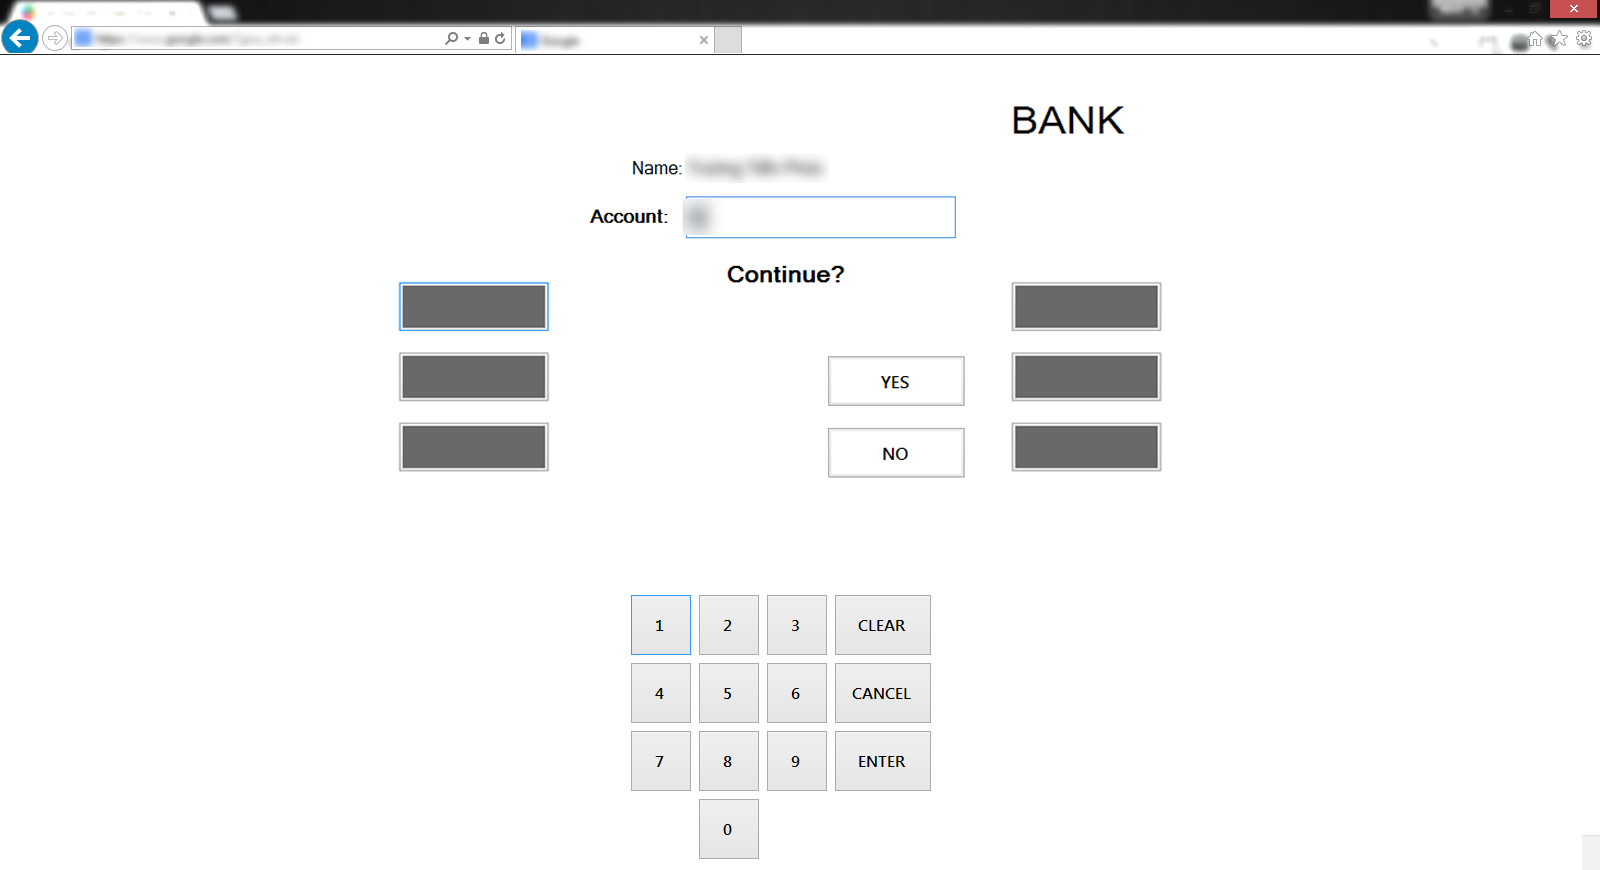 BANK
Name:
Account:
Continue?
YES
NO
1 2 3 CLEAR
4 5 6 CANCEL
7 8 9 ENTER
0